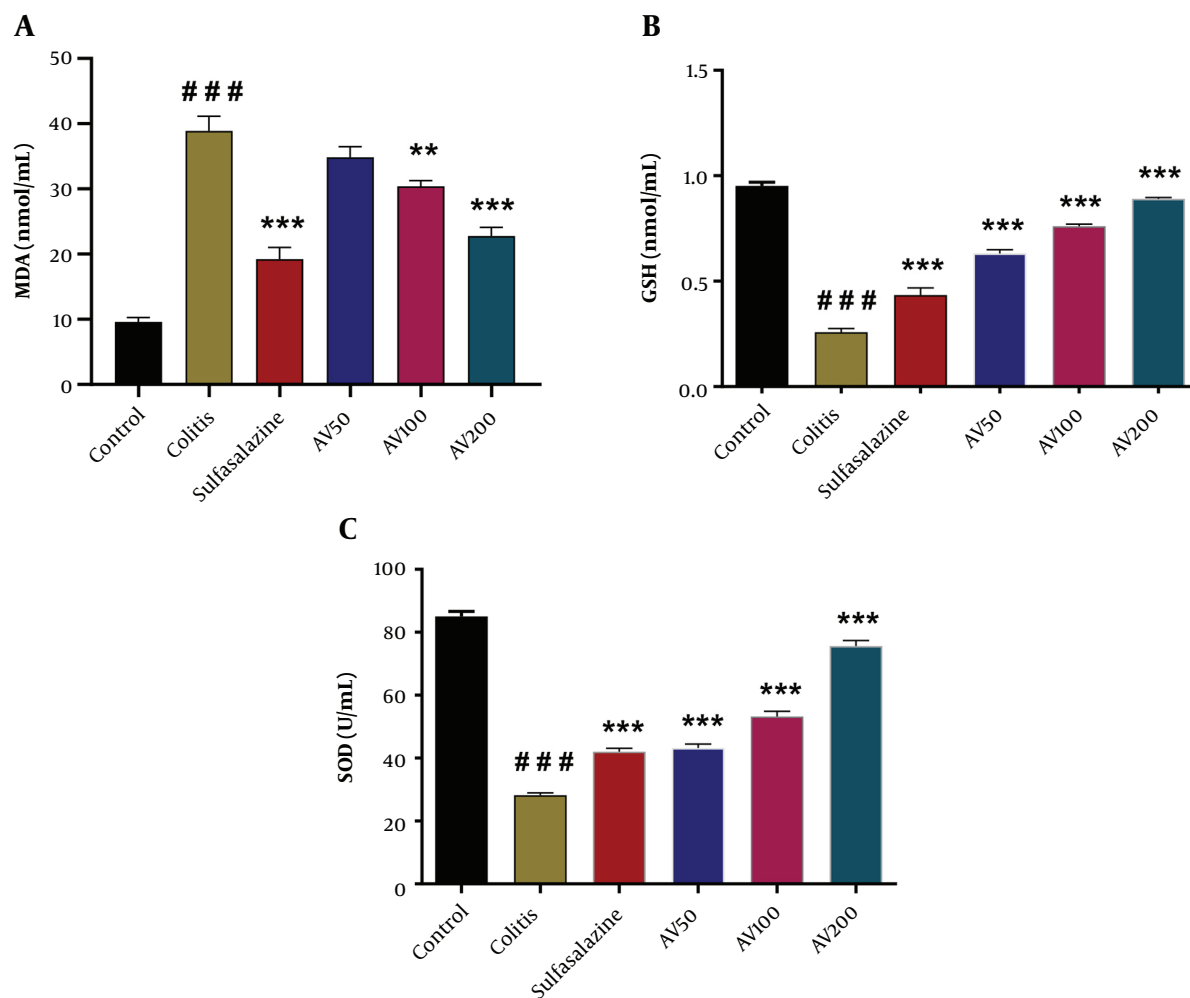 A
MDA (nmol/mL)
50
40
30
20
10
0
# # #
***
**
***
Control
Colitis
Sulfasalazine
AV50
AV100
AV200
B
GSH (nmol/mL)
1.5
1.0
0.5
0.0
# # #
***
***
***
***
Control
Colitis
Sulfasalazine
AV50
AV100
AV200
C
SOD (U/mL)
100
80
60
40
20
0
# # #
***
***
***
***
Control
Colitis
Sulfasalazine
AV50
AV100
AV200